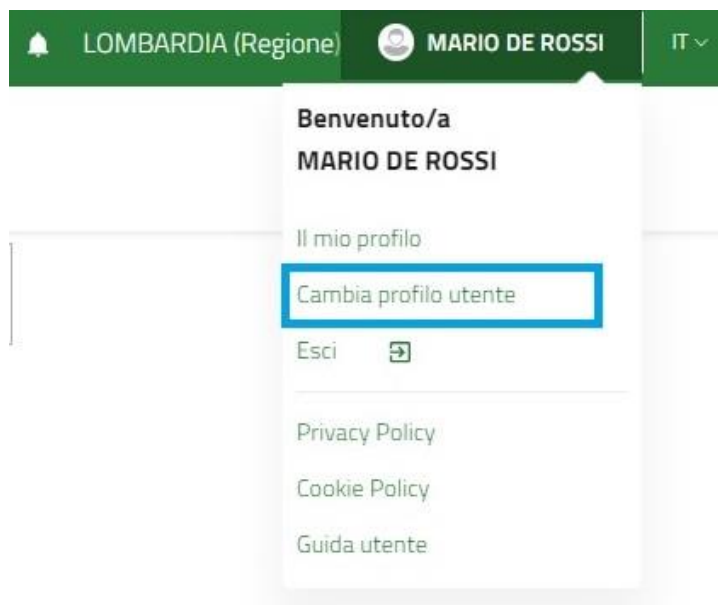 LOMBARDIA (Regione) MARIO DE ROSSI IT
Benvenuto/a
MARIO DE ROSSI
Il mio profilo
Cambia profilo utente
Esci
Privacy Policy
Cookie Policy
Guida utente